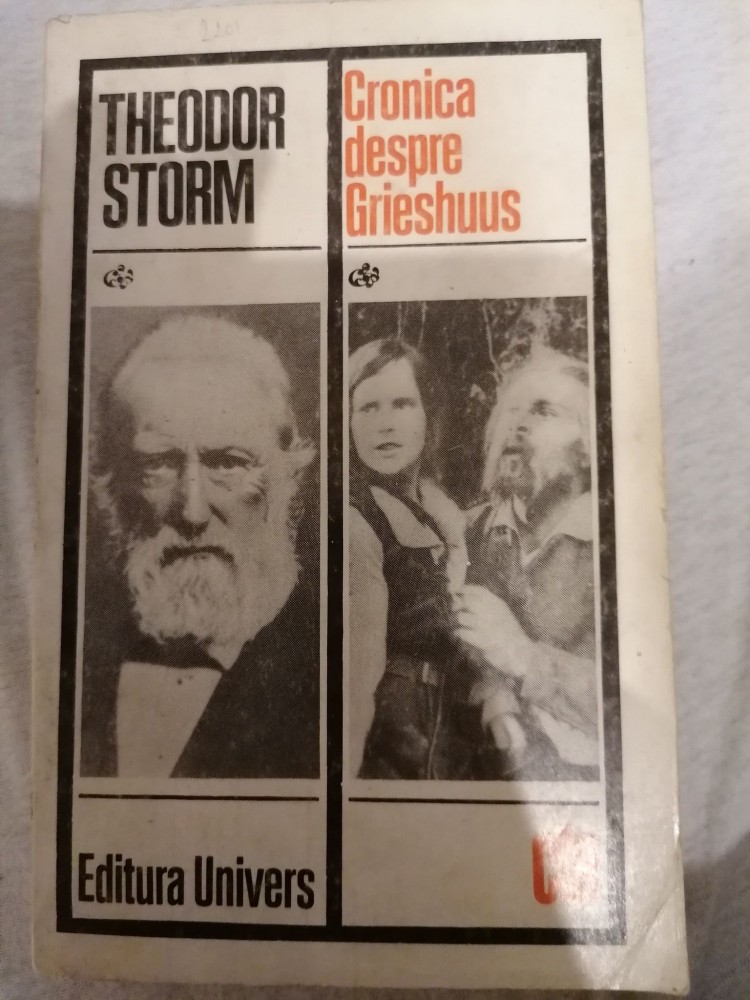 THEODOR
STORM
Cronica
despre
Grieshuus
Editura Univers